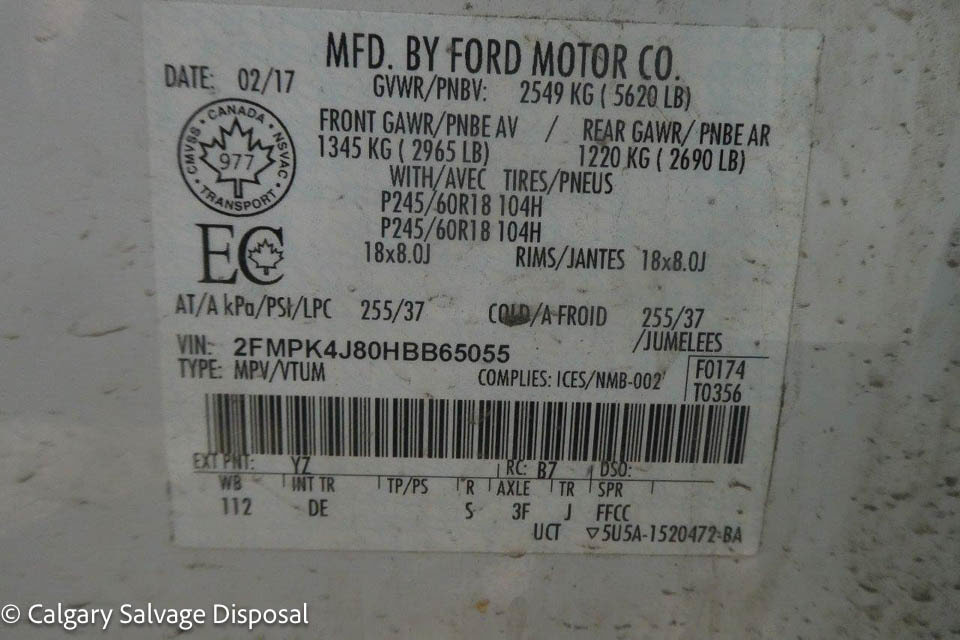 MFD. BY FORD MOTOR CO.
DATE: 02/17
GVWR/PNBV: 2549 KG ( 5620 LB)
FRONT GAWR/PNBE AV / REAR GAWR/ PNBE AR
1345 KG ( 2965 LB) 1220 KG ( 2690 LB)
WITH/AVEC TIRES/PNEUS
P245/60R18 104H
P245/60R18 104H
18x8.0J RIMS/JANTES 18x8.0J
CANADA
CMVSS NSVAC
977
TRANSPORT
EC
AT/A kPa/PSI/LPC 255/37 COLD/A FROID 255/37
/JUMELEES
VIN: 2FMPK4J80HBB65055
TYPE: MPV/VTUM COMPLIES: ICES/NMB-002
F0174
T0356
EXT PNT: YZ RC: B7 DSO:
WB INT TR TP/PS R AXLE TR SPR
112 DE S 3F J FFCC
UCT ▽5U5A-1520472-BA
© Calgary Salvage Disposal